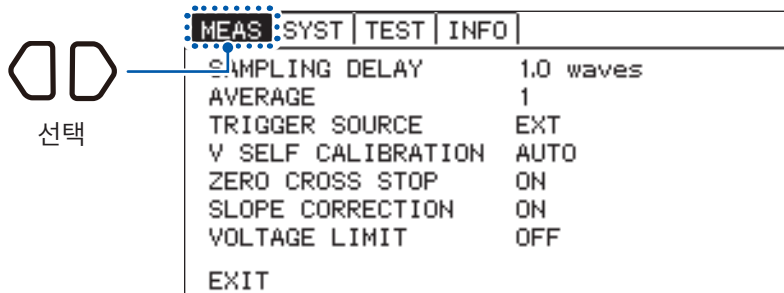 MEAS SYST TEST INFO
선택
SAMPLING DELAY 1.0 waves
AVERAGE 1
TRIGGER SOURCE EXT
V SELF CALIBRATION AUTO
ZERO CROSS STOP ON
SLOPE CORRECTION ON
VOLTAGE LIMIT OFF
EXIT